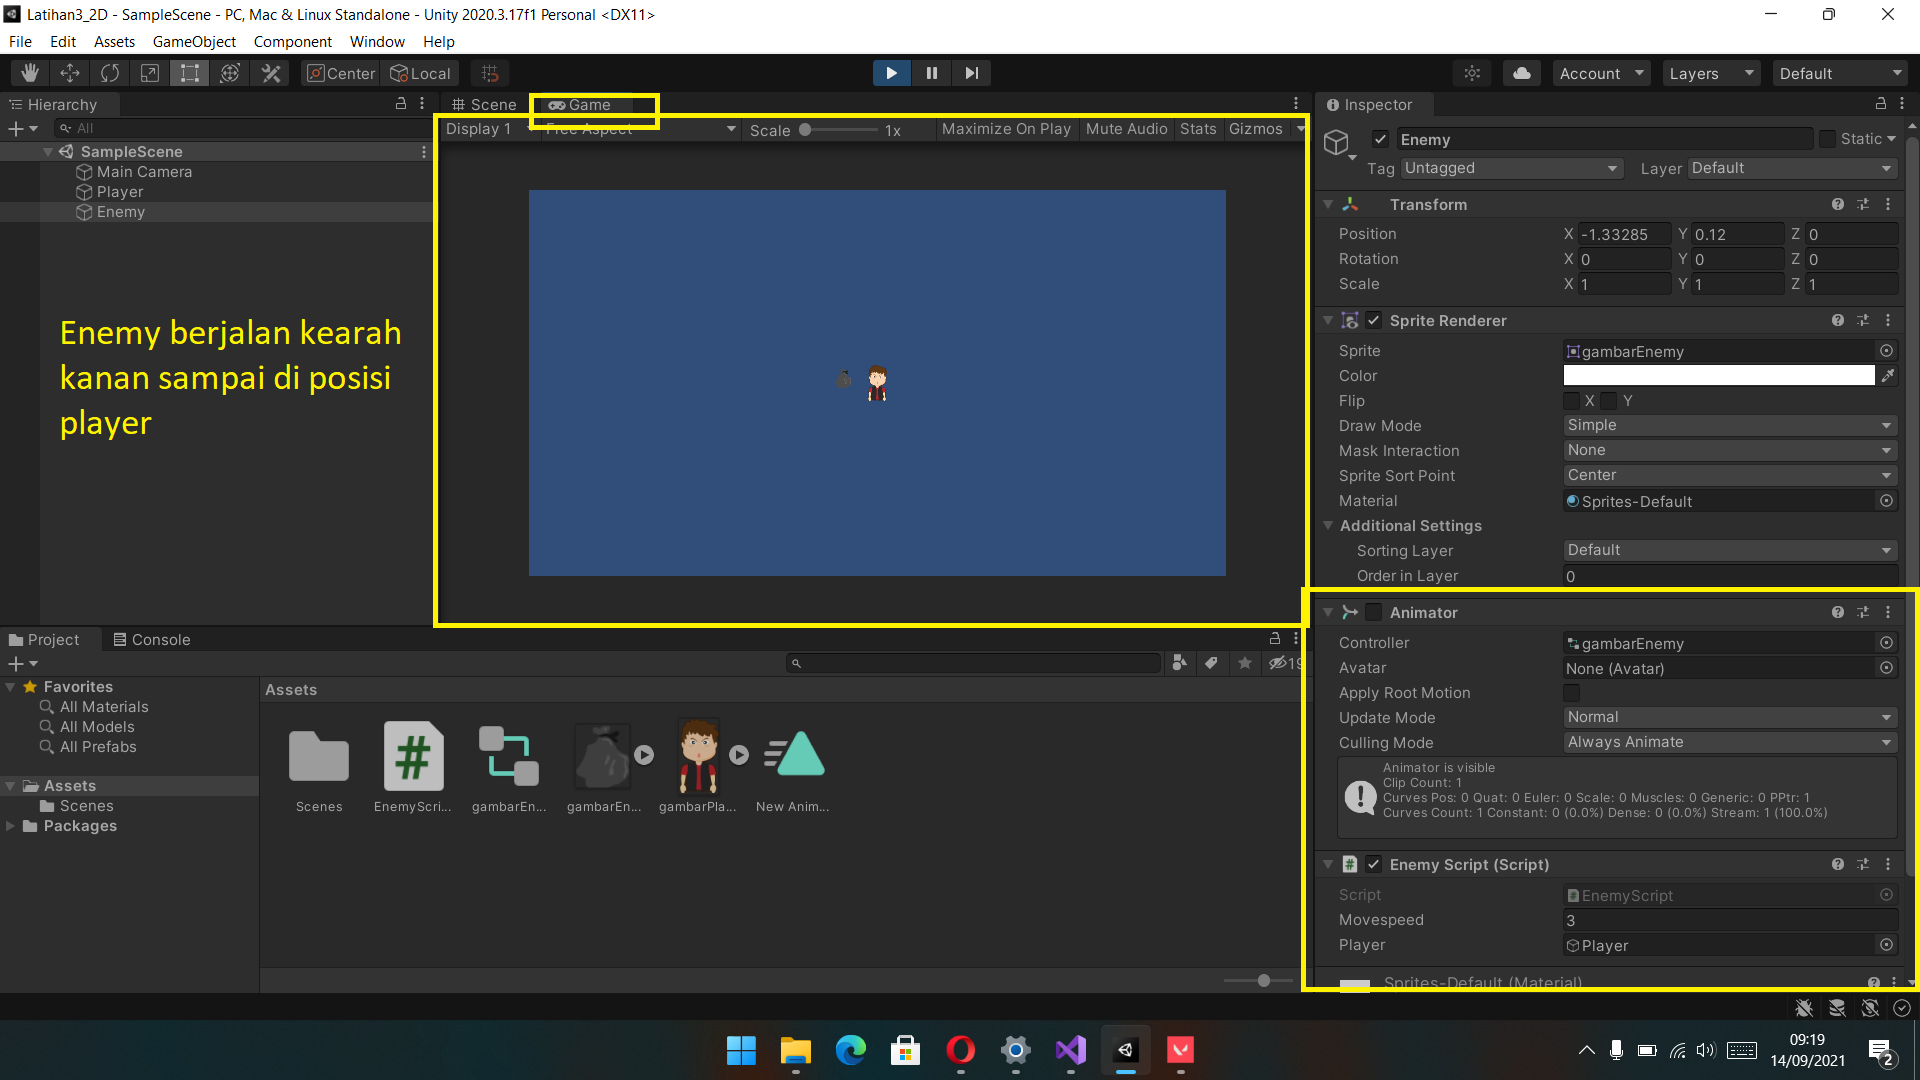 Latihan3_2D - SampleScene - PC, Mac & Linux Standalone - Unity 2020.3.17f1 Personal <DX11>
File Edit Assets GameObject Component Window Help
Center Local Account Layers Default
Hierarchy
All
SampleScene
Main Camera
Player
Enemy
Enemy berjalan kearah
kanan sampai di posisi
player
Scene Game
Display 1 Free Aspect Scale 1x Maximize On Play Mute Audio Stats Gizmos
Inspector
Enemy Static
Tag Untagged Layer Default
Transform
Position X -1.33285 Y 0.12 Z 0
Rotation X 0 Y 0 Z 0
Scale X 1 Y 1 Z 1
Sprite Renderer
Sprite gambarEnemy
Color
Flip X Y
Draw Mode Simple
Mask Interaction None
Sprite Sort Point Center
Material Sprites-Default
Additional Settings
Sorting Layer Default
Order in Layer 0
Animator
Controller gambarEnemy
Avatar None (Avatar)
Apply Root Motion
Update Mode Normal
Culling Mode Always Animate
Animator is visible
Clip Count: 1
Curves Pos: 0 Quat: 0 Euler: 0 Scale: 0 Muscles: 0 Generic: 0 PPtr: 1
Curves Count: 1 Constant: 0 (0.0%) Dense: 0 (0.0%) Stream: 1 (100.0%)
Enemy Script (Script)
Script EnemyScript
Movespeed 3
Player Player
Sprites-Default (Material)
Project Console
19
Favorites
All Materials
All Models
All Prefabs
Assets
Scenes
Packages
Assets
Scenes EnemyScri... gambarEn... gambarEn... gambarPla... New Anim...
09:19
14/09/2021
2